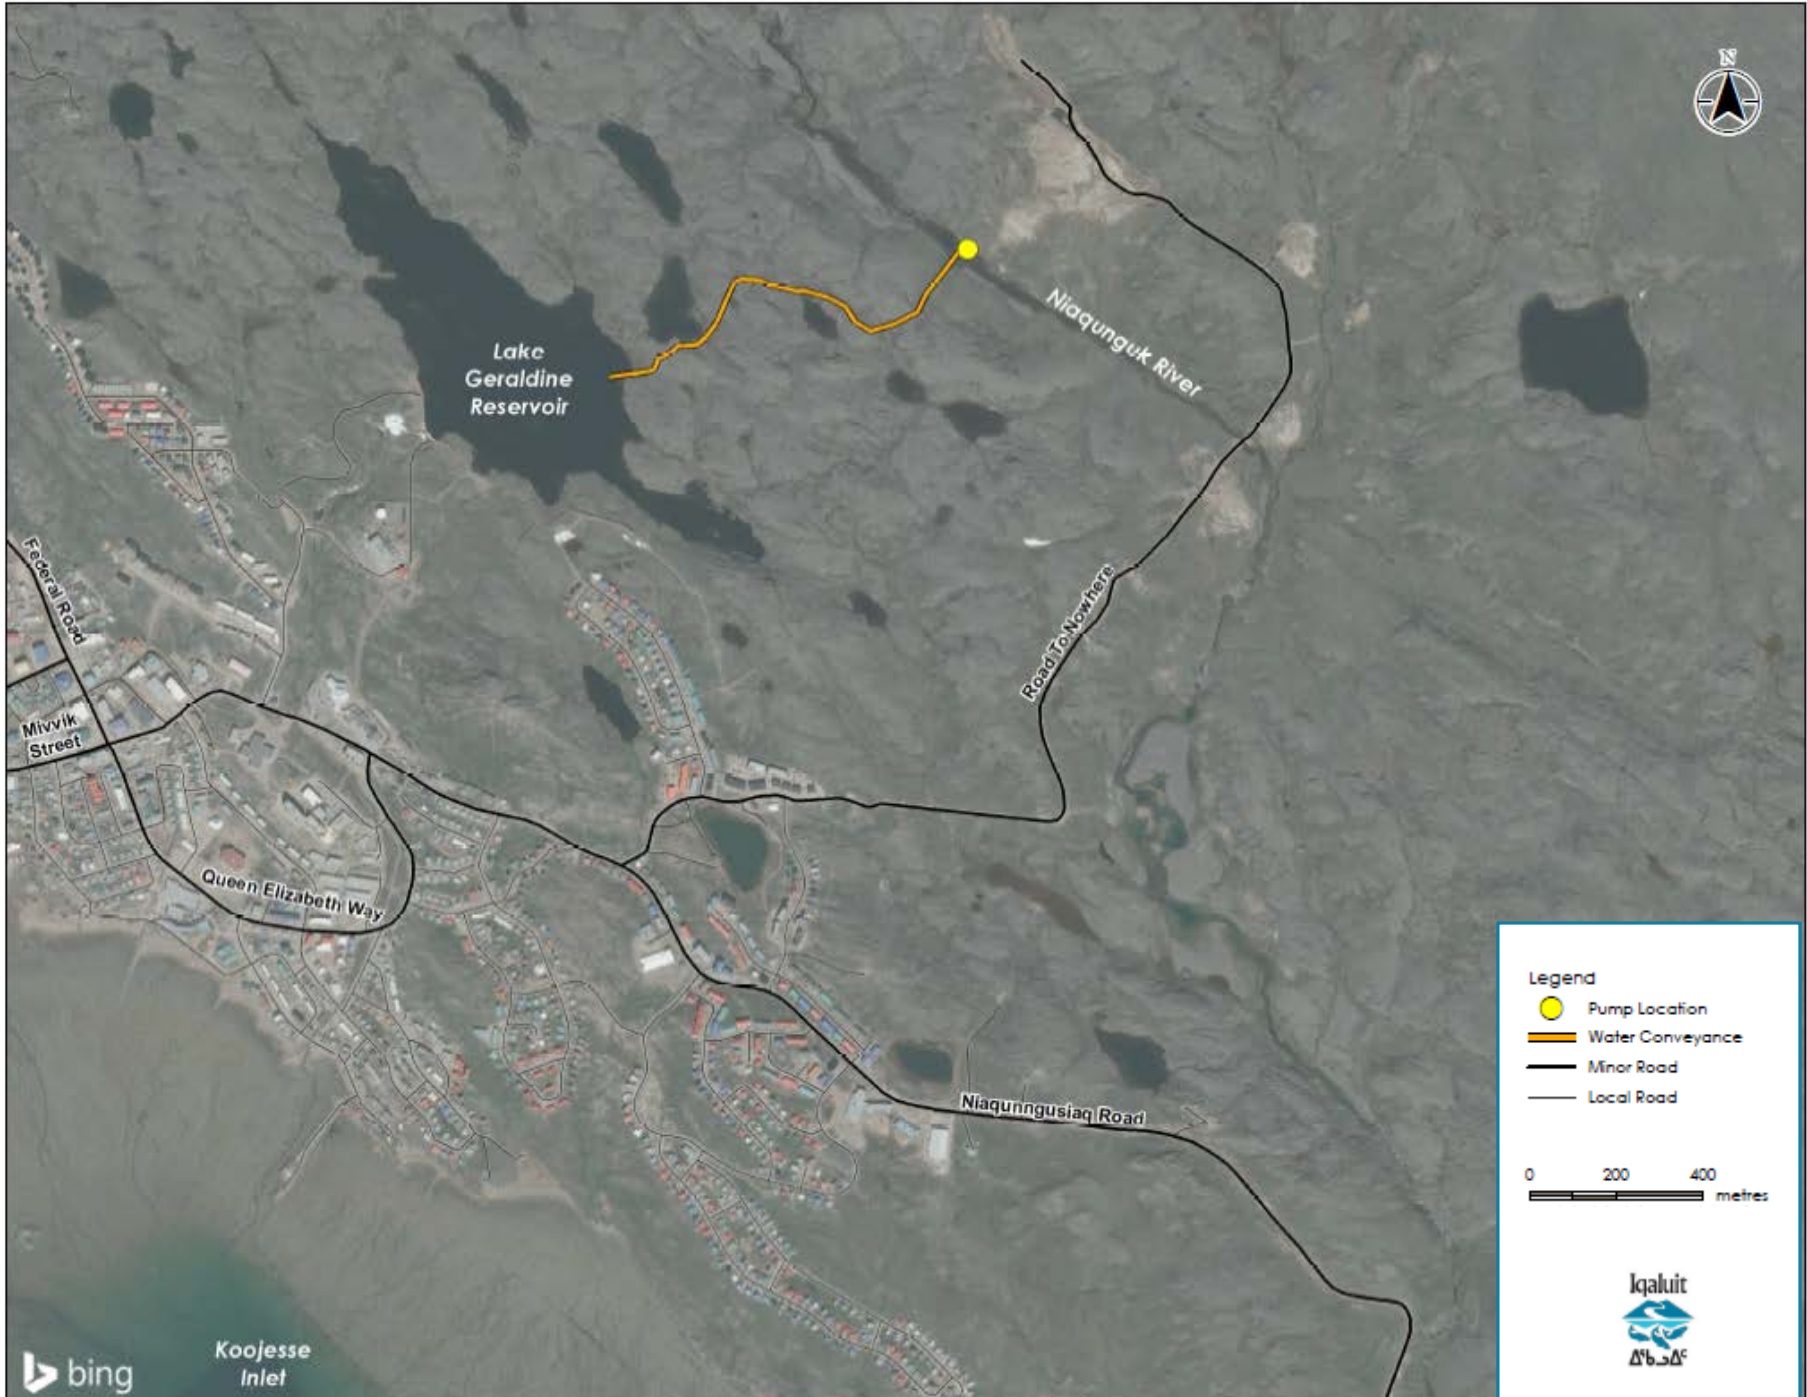 N
Niaqunguk River
Lake
Geraldine
Reservoir
Federal Road
Road To Nowhere
Mivvik
Street
Queen Elizabeth Way
Niaqunngusiaq Road
Koojesse
Inlet
bing
Legend
Pump Location
Water Conveyance
Minor Road
Local Road
0 200 400
metres
Iqaluit
ᐃᖃᓗᐃᑦ